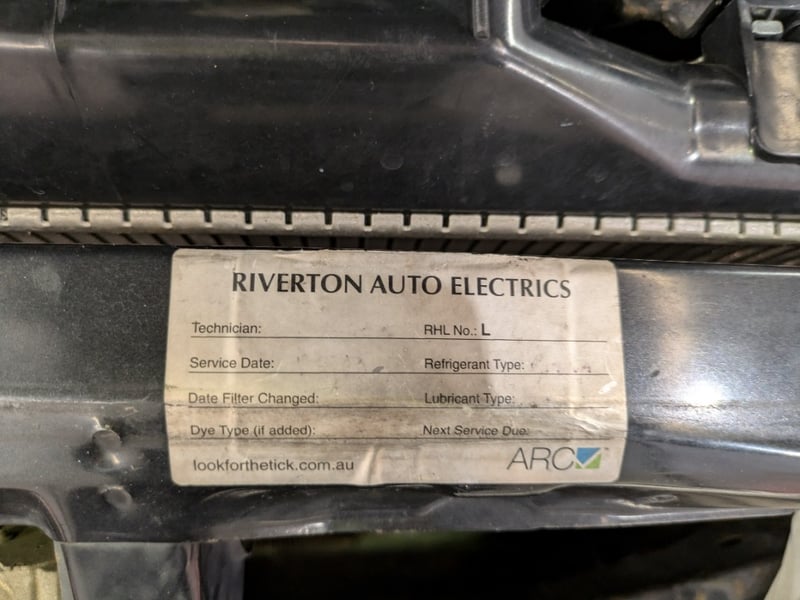 RIVERTON AUTO ELECTRICS
Technician: RHL No.: L
Service Date: Refrigerant Type:
Date Filter Changed: Lubricant Type:
Dye Type (if added): Next Service Due:
lookforthetick.com.au ARC